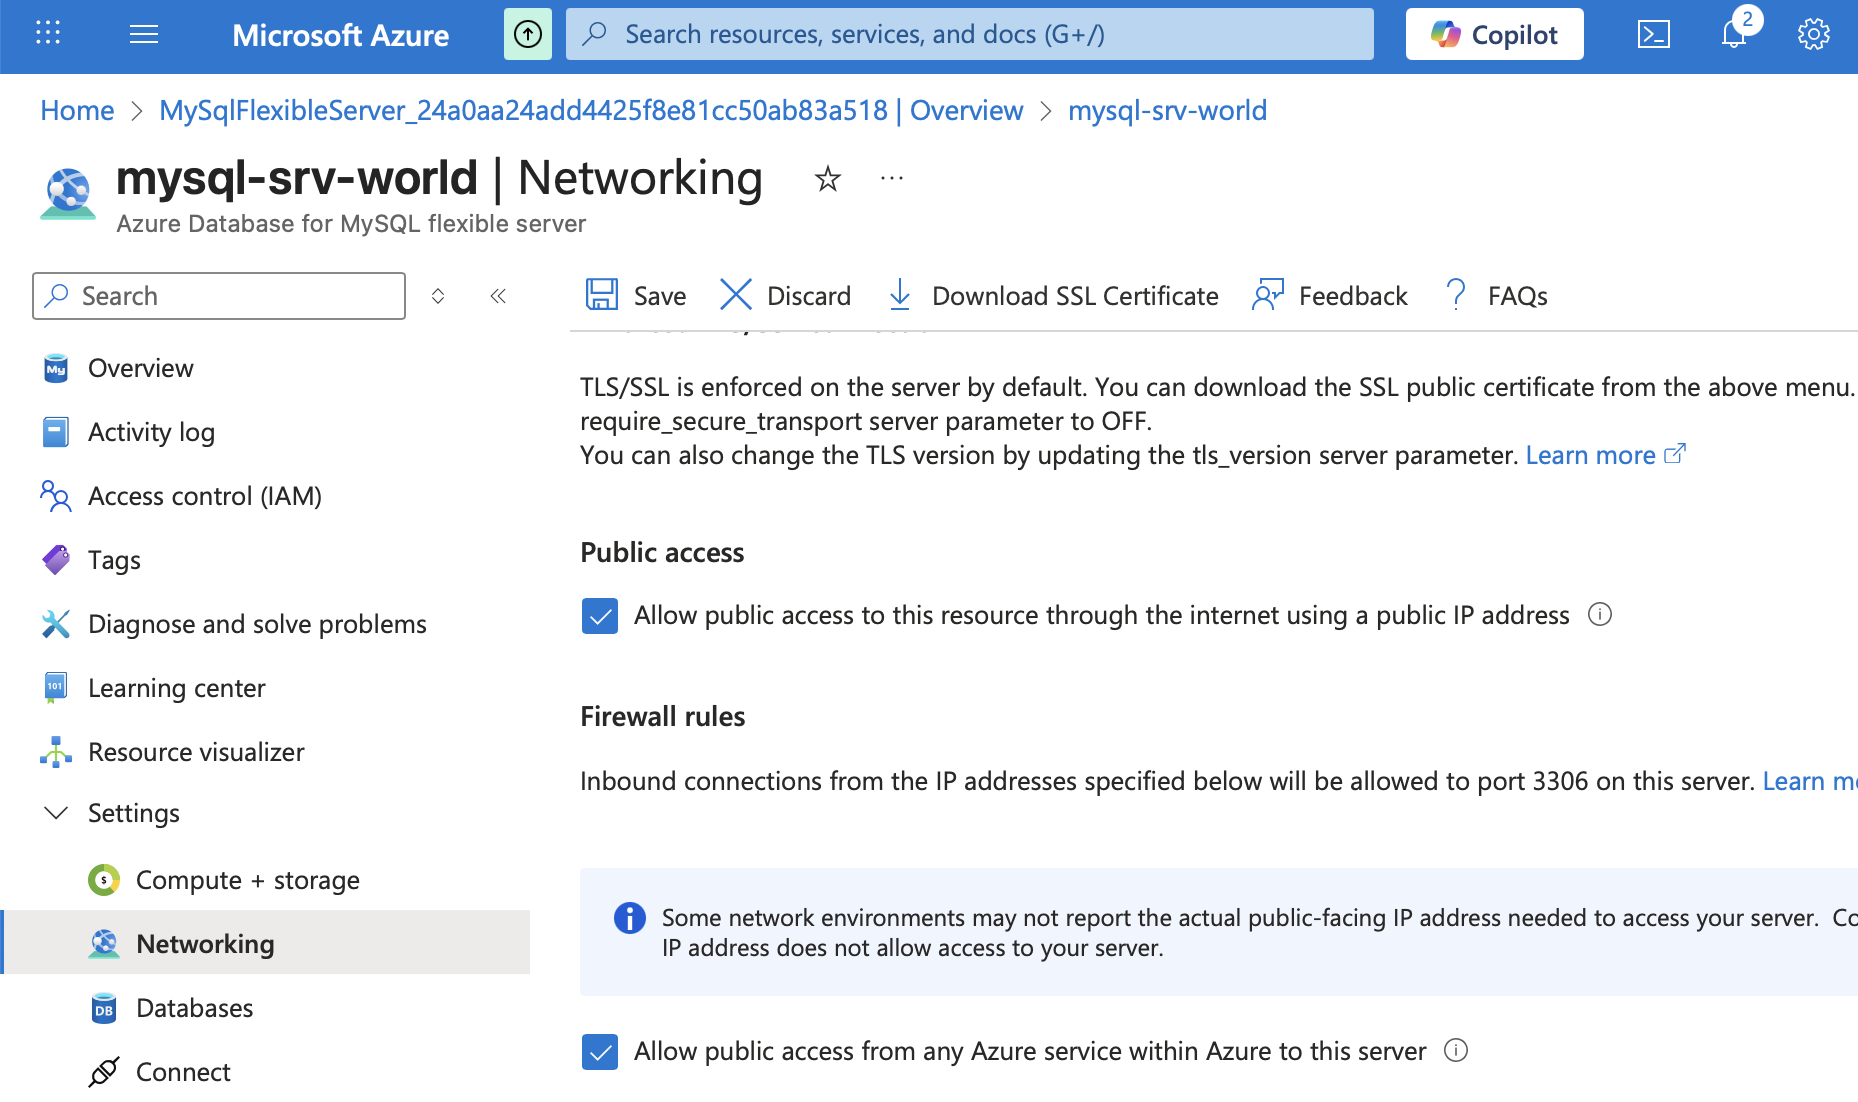 Microsoft Azure
Search resources, services, and docs (G+/)
Copilot
2
Home > MySqlFlexibleServer_24a0aa24add4425f8e81cc50ab83a518 | Overview > mysql-srv-world
mysql-srv-world | Networking
Azure Database for MySQL flexible server
Search
Save
Discard
Download SSL Certificate
Feedback
FAQs
Overview
Activity log
Access control (IAM)
Tags
Diagnose and solve problems
Learning center
Resource visualizer
Settings
Compute + storage
Networking
Databases
Connect
TLS/SSL is enforced on the server by default. You can download the SSL public certificate from the above menu.
require_secure_transport server parameter to OFF.
You can also change the TLS version by updating the tls_version server parameter. Learn more
Public access
Allow public access to this resource through the internet using a public IP address
Firewall rules
Inbound connections from the IP addresses specified below will be allowed to port 3306 on this server. Learn
Some network environments may not report the actual public-facing IP address needed to access your server.
IP address does not allow access to your server.
Allow public access from any Azure service within Azure to this server